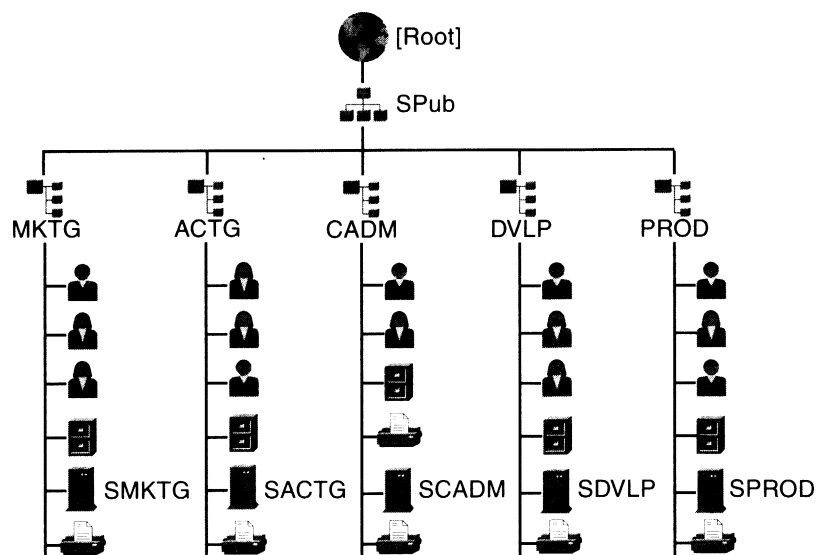 [Root]
SPub
MKTG ACTG CADM DVLP PROD
SMKTG SACTG SCADM SDVLP SPROD